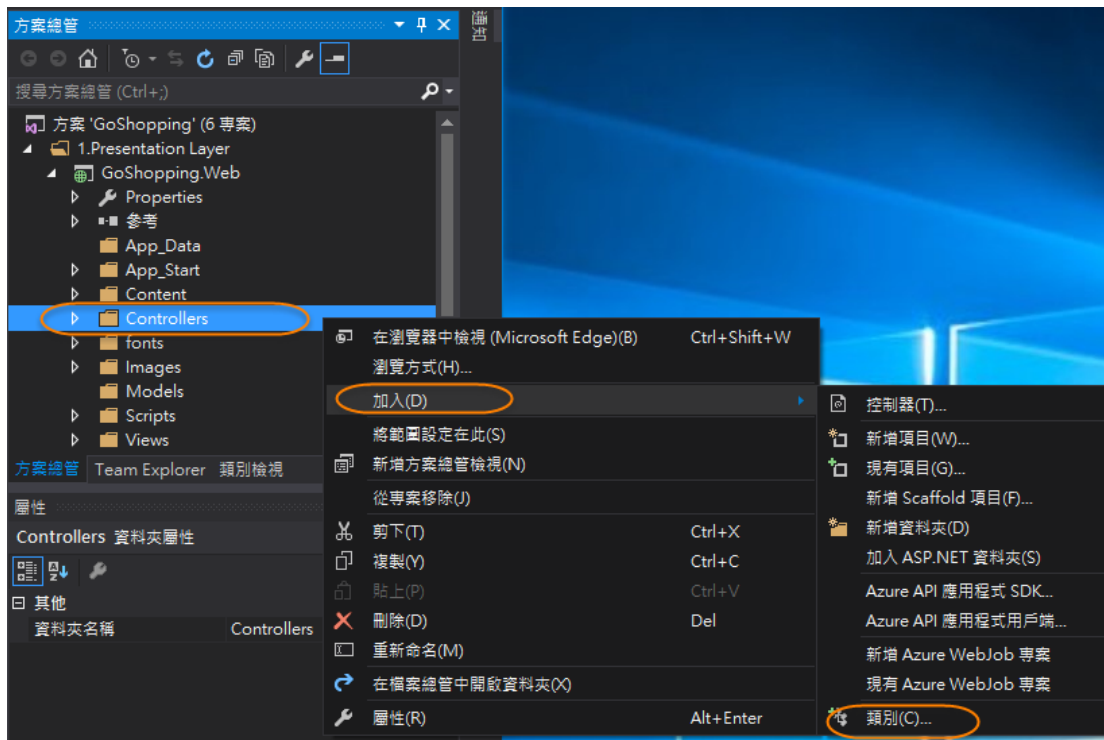 方案總管
通知
搜尋方案總管 (Ctrl+;)
方案 'GoShopping' (6 專案)
1.Presentation Layer
GoShopping.Web
Properties
參考
App_Data
App_Start
Content
Controllers
fonts
Images
Models
Scripts
Views
方案總管 Team Explorer 類別檢視
屬性
Controllers 資料夾屬性
其他
資料夾名稱 Controllers
在瀏覽器中檢視 (Microsoft Edge)(B) Ctrl+Shift+W
瀏覽方式(H)...
加入(D)
將範圍設定在此(S)
新增方案總管檢視(N)
從專案移除(J)
剪下(T) Ctrl+X
複製(Y) Ctrl+C
貼上(P) Ctrl+V
刪除(D) Del
重新命名(M)
在檔案總管中開啟資料夾(X)
屬性(R) Alt+Enter
控制器(T)...
新增項目(W)...
現有項目(G)...
新增 Scaffold 項目(F)...
新增資料夾(D)
加入 ASP.NET 資料夾(S)
Azure API 應用程式 SDK...
Azure API 應用程式用戶端...
新增 Azure WebJob 專案
現有 Azure WebJob 專案
類別(C)...